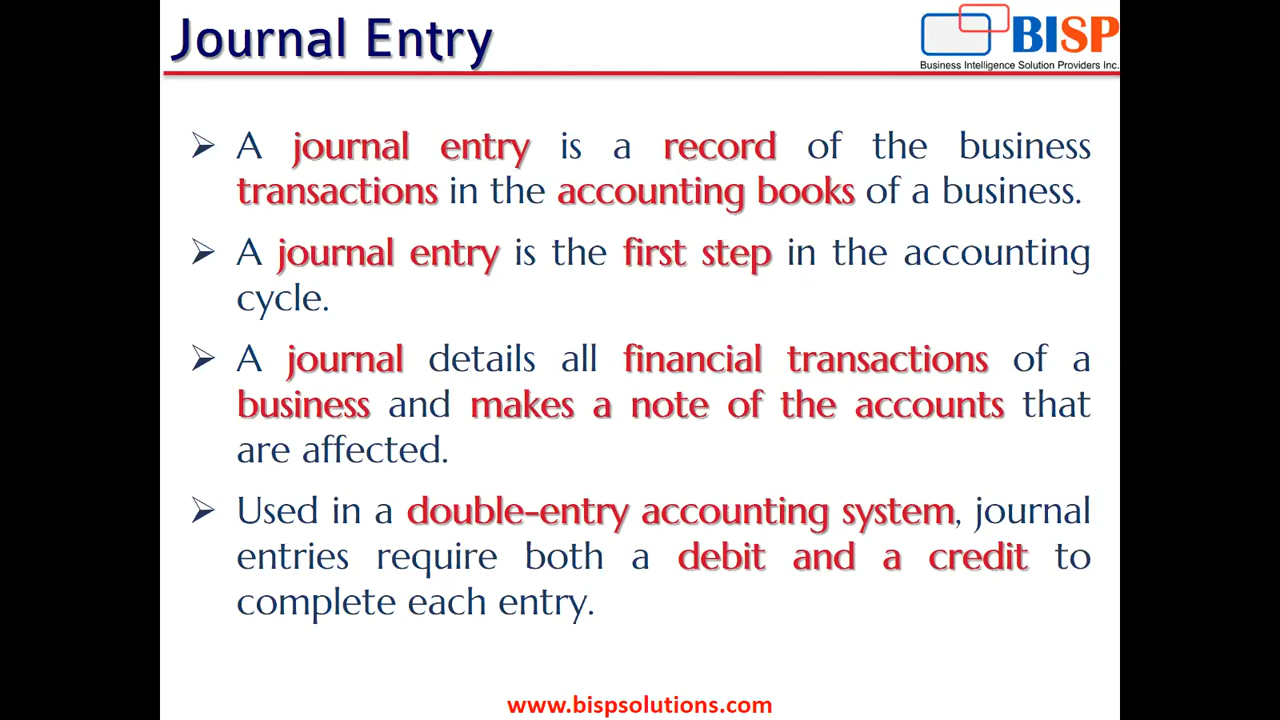 Journal Entry
BISP
Business Intelligence Solution Providers Inc.
➢ A journal entry is a record of the business
transactions in the accounting books of a business.
➢ A journal entry is the first step in the accounting
cycle.
➢ A journal details all financial transactions of a
business and makes a note of the accounts that
are affected.
➢ Used in a double-entry accounting system, journal
entries require both a debit and a credit to
complete each entry.
www.bispsolutions.com